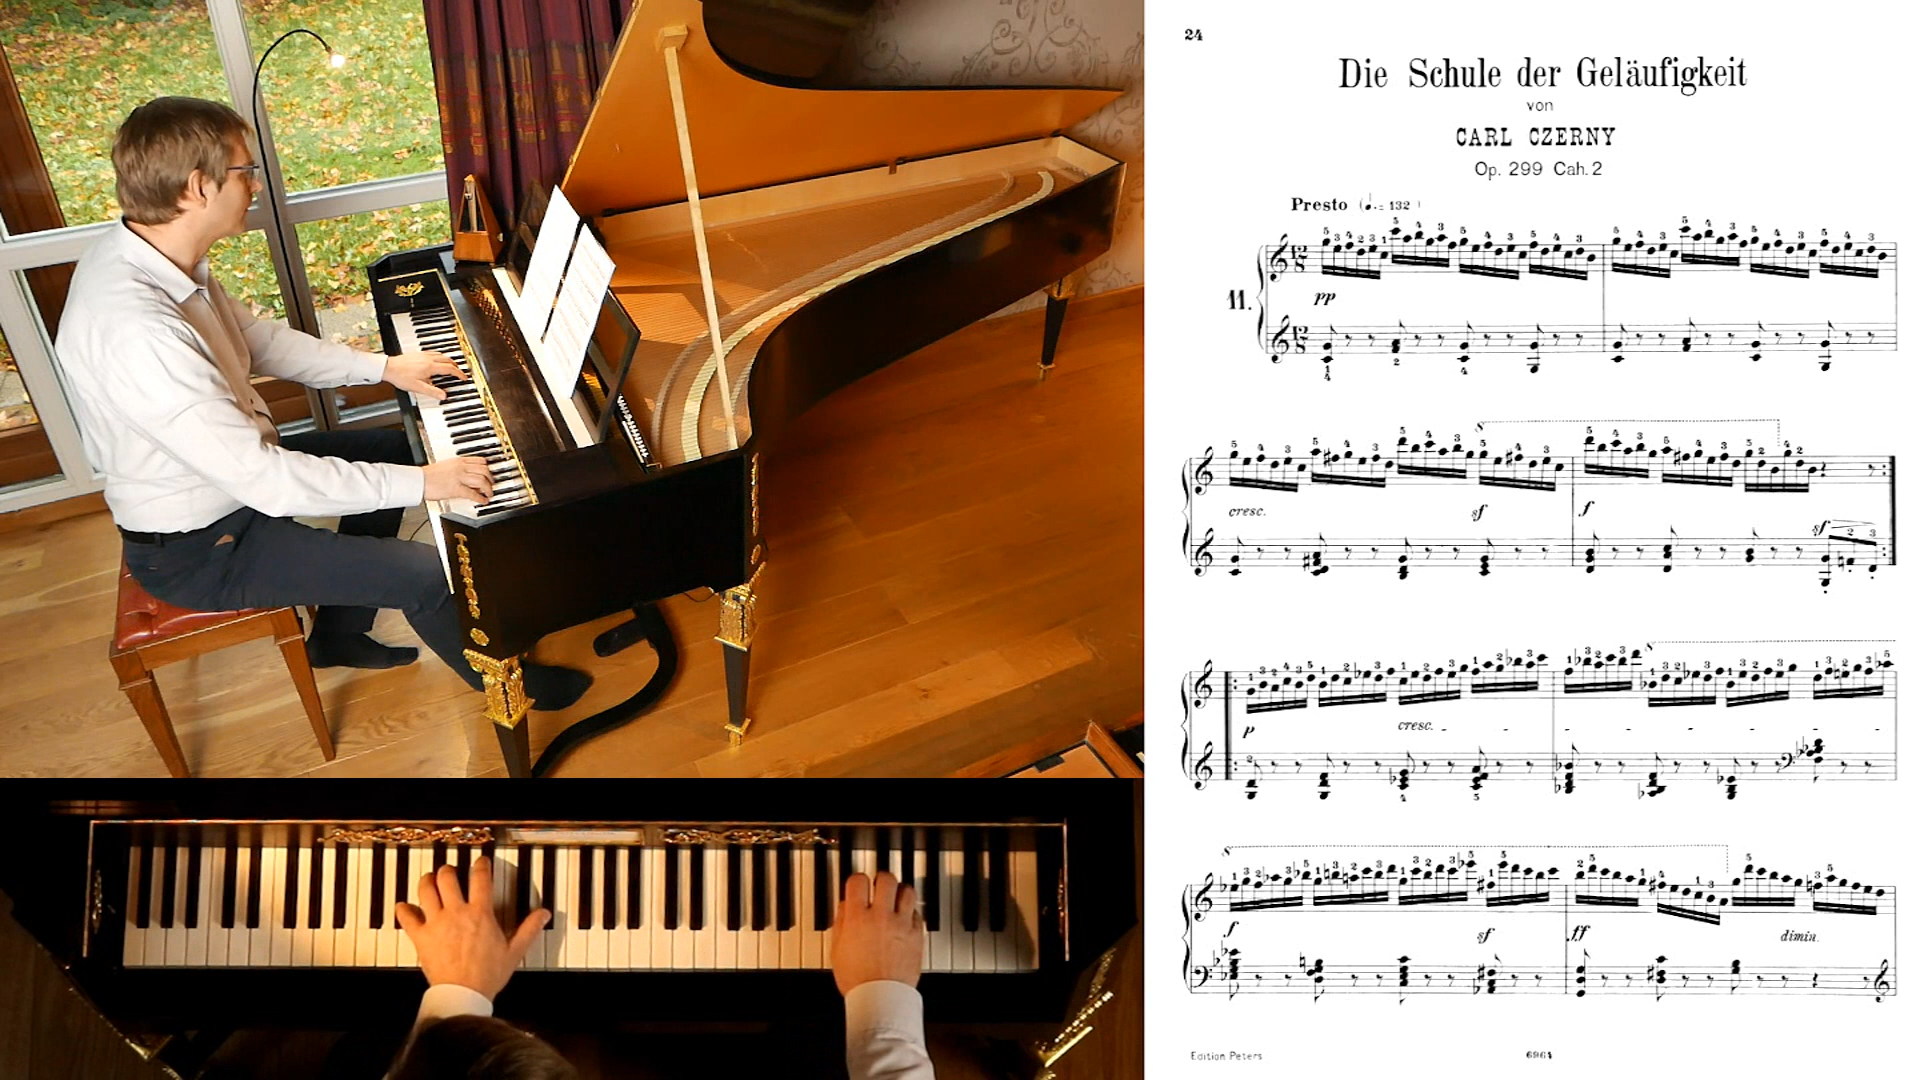 24
Die Schule der Geläufigkeit
von
CARL CZERNY
Op. 299 Cah. 2
Presto (♩. = 132)
11.
pp
cresc.
sf
f
sf
p
cresc.
f
sf
ff
dimin.
Edition Peters
6964